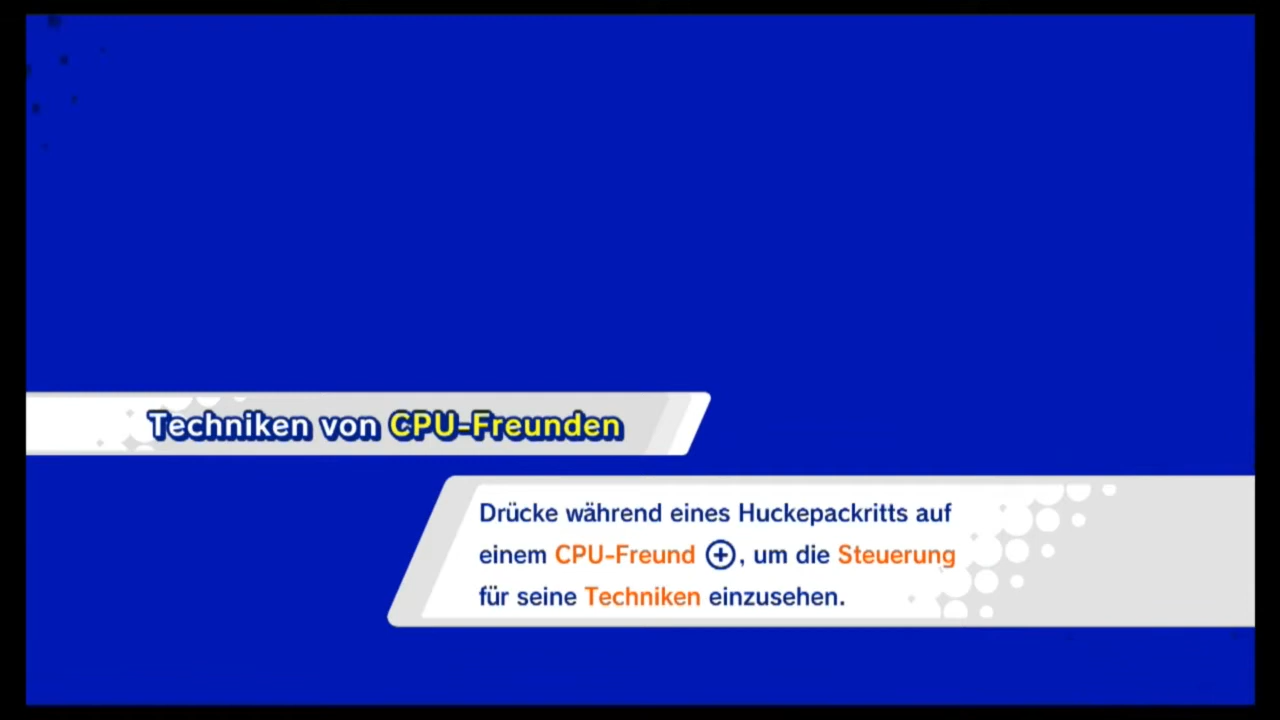 Techniken von CPU-Freunden
Drücke während eines Huckepackritts auf
einem CPU-Freund ⊕, um die Steuerung
für seine Techniken einzusehen.